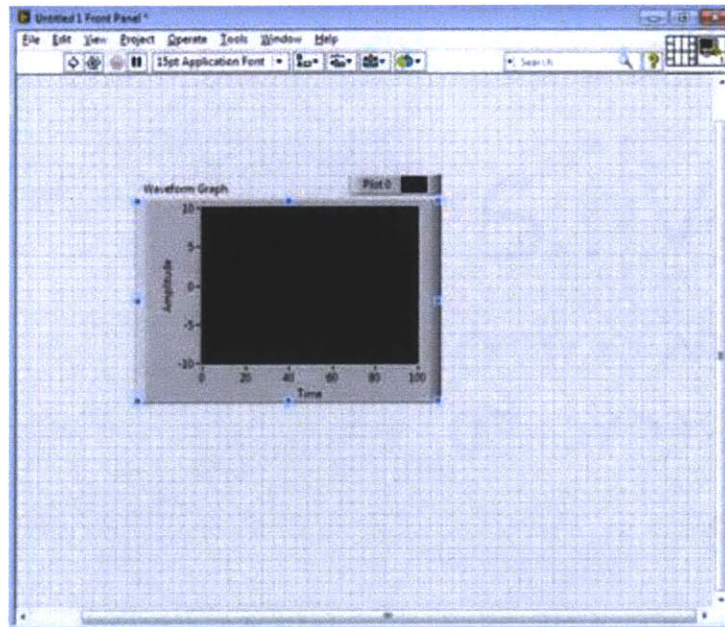 Untitled 1 Front Panel *
File Edit View Project Operate Tools Window Help
15pt Application Font Search ?
Waveform Graph Plot 0
Amplitude
10
5
0
-5
-10
0 20 40 60 80 100
Time